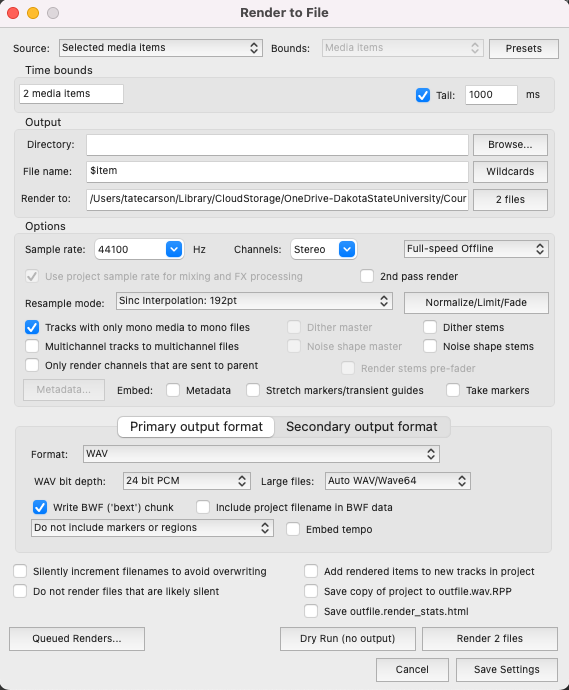 Render to File
Source: Selected media items Bounds: Media items Presets
Time bounds
2 media items Tail: 1000 ms
Output
Directory: Browse...
File name: $item Wildcards
Render to: /Users/tatecarson/Library/CloudStorage/OneDrive-DakotaStateUniversity/Cour 2 files
Options
Sample rate: 44100 Hz Channels: Stereo Full-speed Offline
Use project sample rate for mixing and FX processing 2nd pass render
Resample mode: Sinc Interpolation: 192pt Normalize/Limit/Fade
Tracks with only mono media to mono files Dither master Dither stems
Multichannel tracks to multichannel files Noise shape master Noise shape stems
Only render channels that are sent to parent Render stems pre-fader
Metadata... Embed: Metadata Stretch markers/transient guides Take markers
Primary output format Secondary output format
Format: WAV
WAV bit depth: 24 bit PCM Large files: Auto WAV/Wave64
Write BWF ('bext') chunk Include project filename in BWF data
Do not include markers or regions Embed tempo
Silently increment filenames to avoid overwriting Add rendered items to new tracks in project
Do not render files that are likely silent Save copy of project to outfile.wav.RPP
Save outfile.render_stats.html
Queued Renders... Dry Run (no output) Render 2 files
Cancel Save Settings